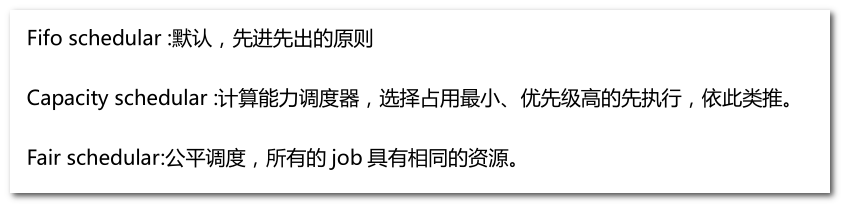 Fifo schedular :默认，先进先出的原则
Capacity schedular :计算能力调度器，选择占用最小、优先级高的先执行，依此类推。
Fair schedular:公平调度，所有的 job 具有相同的资源。